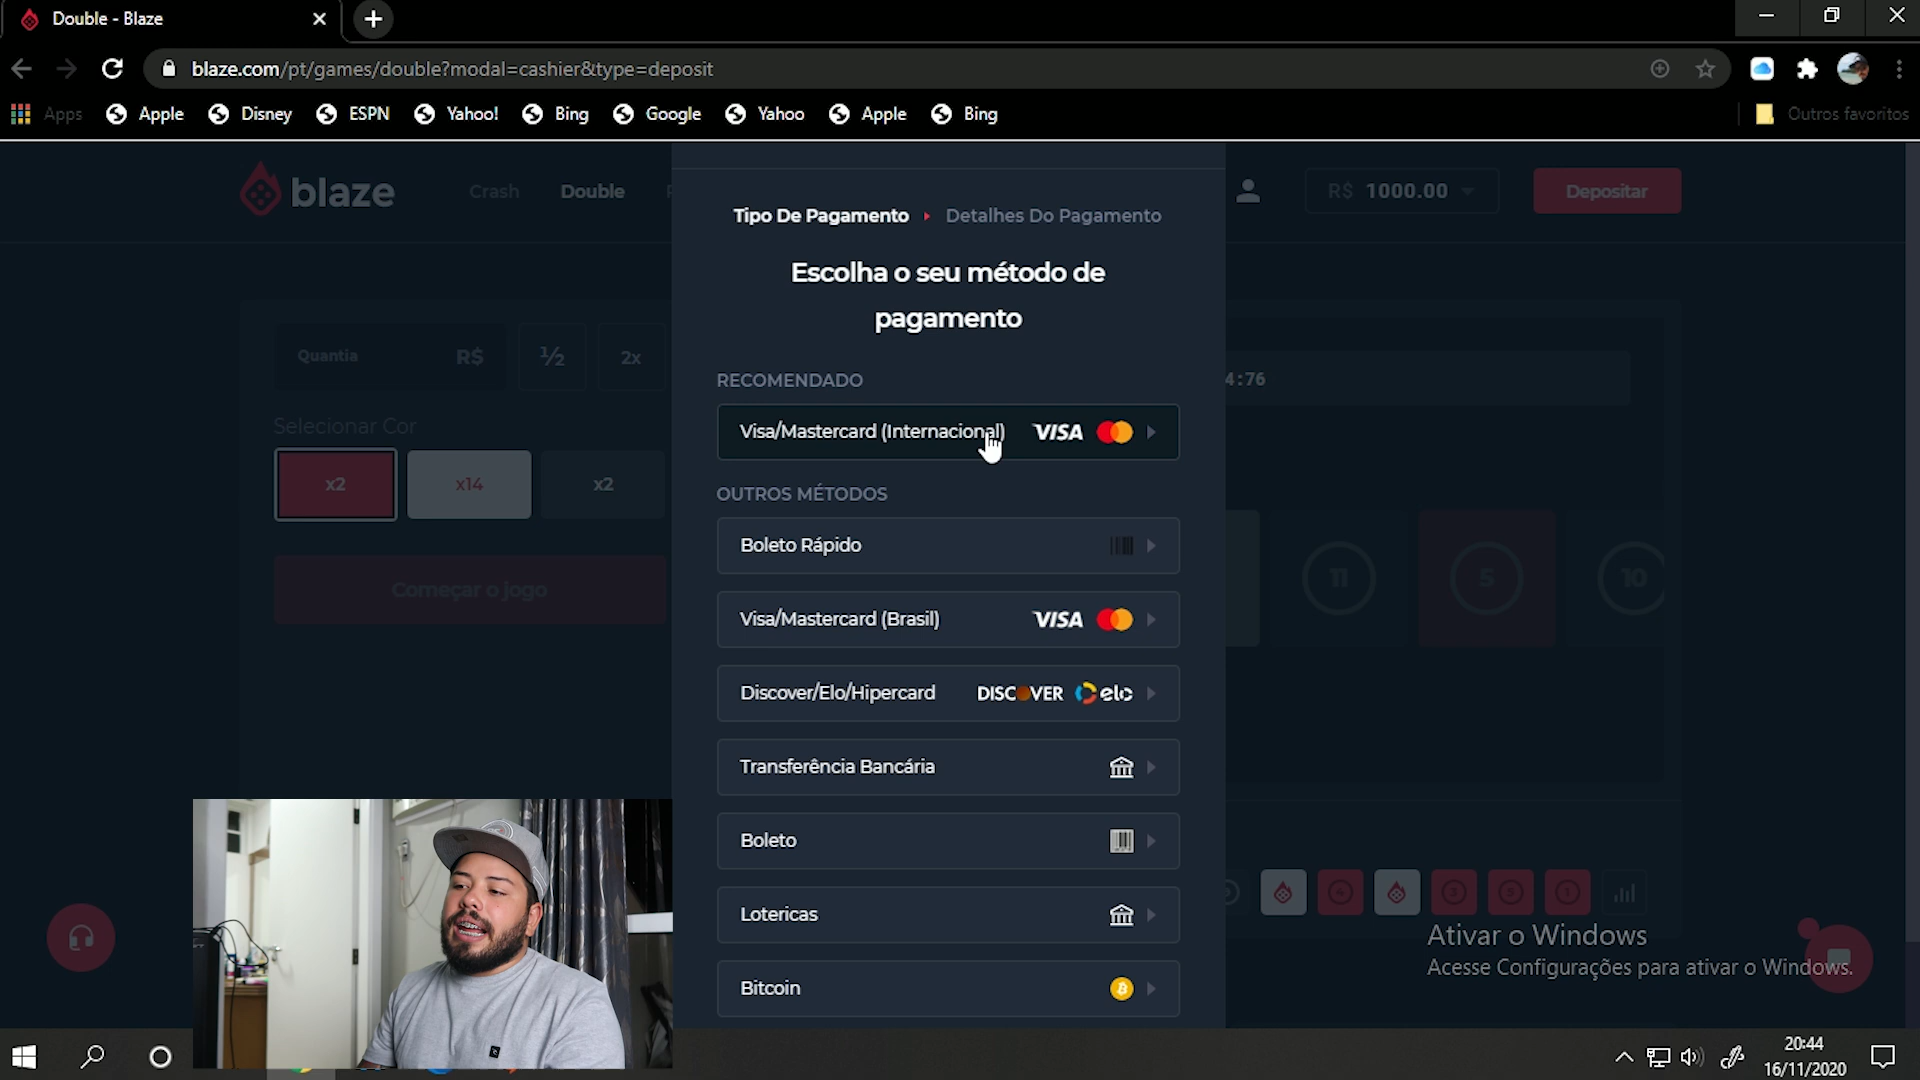 Double - Blaze
blaze.com/pt/games/double?modal=cashier&type=deposit
Apps Apple Disney ESPN Yahoo! Bing Google Yahoo Apple Bing Outros favoritos
blaze Crash Double R$ 1000.00 Depositar
Tipo De Pagamento Detalhes Do Pagamento
Escolha o seu método de
pagamento
Quantia R$ ½ 2x
4:76
RECOMENDADO
Visa/Mastercard (Internacional) VISA
Selecionar Cor
x2 x14 x2
OUTROS MÉTODOS
Boleto Rápido
Começar o jogo
11 5 10
Visa/Mastercard (Brasil) VISA
Discover/Elo/Hipercard DISCOVER elo
Transferência Bancária
Boleto
Lotericas
Bitcoin
Ativar o Windows
Acesse Configurações para ativar o Windows.
20:44
16/11/2020